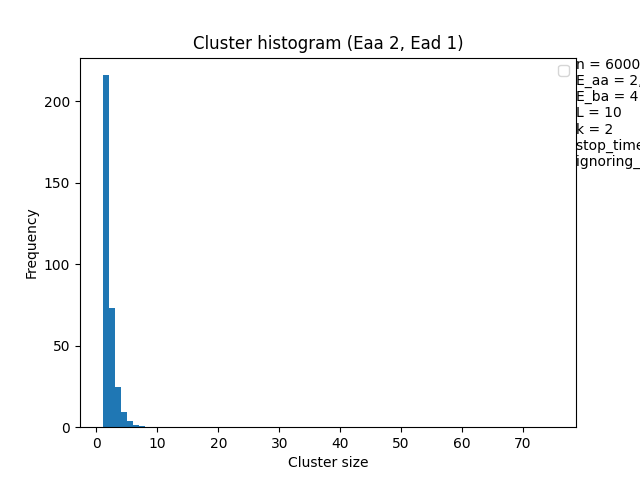 Cluster histogram (Eaa 2, Ead 1)
n = 6000
E_aa = 2,
E_ba = 4
L = 10
k = 2
stop_time
ignoring_
200
150
100
50
0
Frequency
0 10 20 30 40 50 60 70
Cluster size